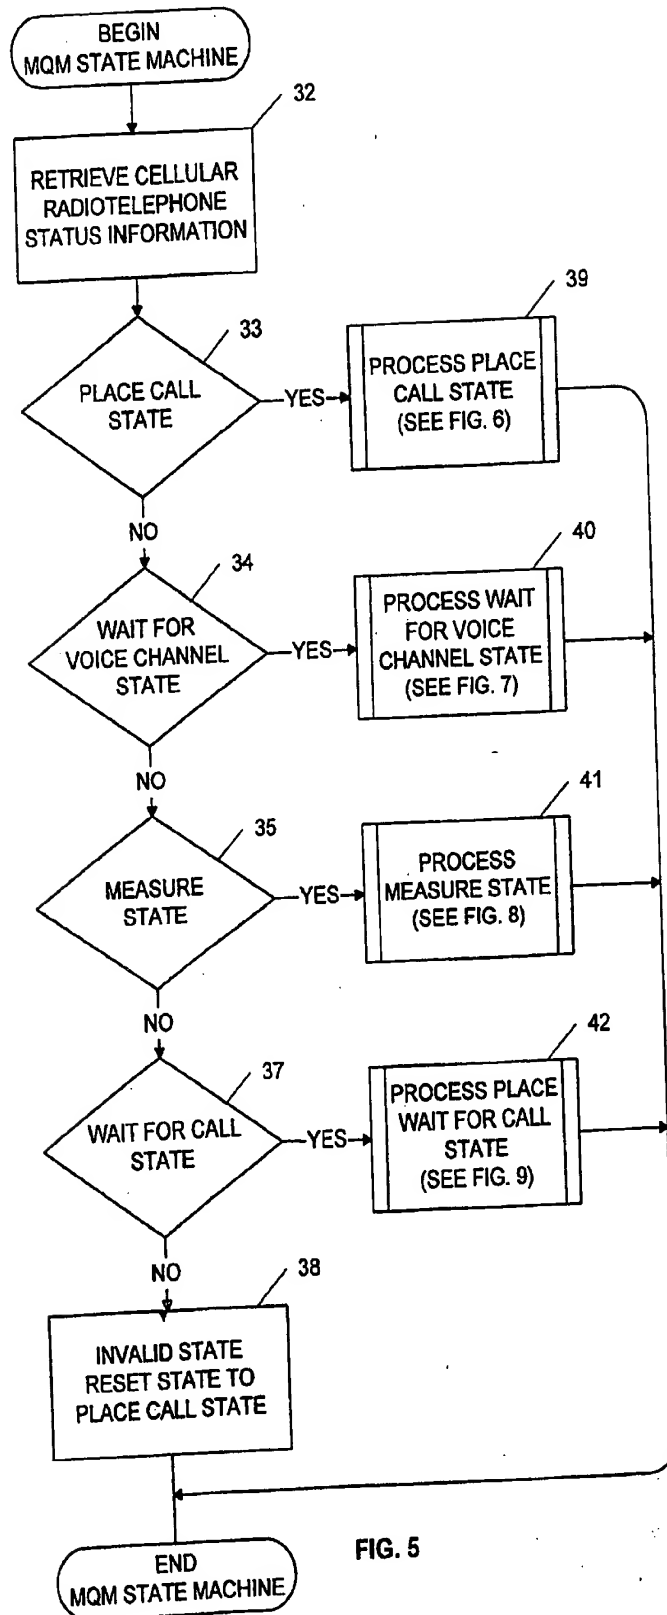 BEGIN
MQM STATE MACHINE
32
RETRIEVE CELLULAR
RADIOTELEPHONE
STATUS INFORMATION
33
PLACE CALL
STATE
YES
39
PROCESS PLACE
CALL STATE
(SEE FIG. 6)
NO
34
WAIT FOR
VOICE CHANNEL
STATE
YES
40
PROCESS WAIT
FOR VOICE
CHANNEL STATE
(SEE FIG. 7)
NO
35
MEASURE
STATE
YES
41
PROCESS
MEASURE STATE
(SEE FIG. 8)
NO
37
WAIT FOR CALL
STATE
YES
42
PROCESS PLACE
WAIT FOR CALL
STATE
(SEE FIG. 9)
NO
38
INVALID STATE
RESET STATE TO
PLACE CALL STATE
END
MQM STATE MACHINE
FIG. 5